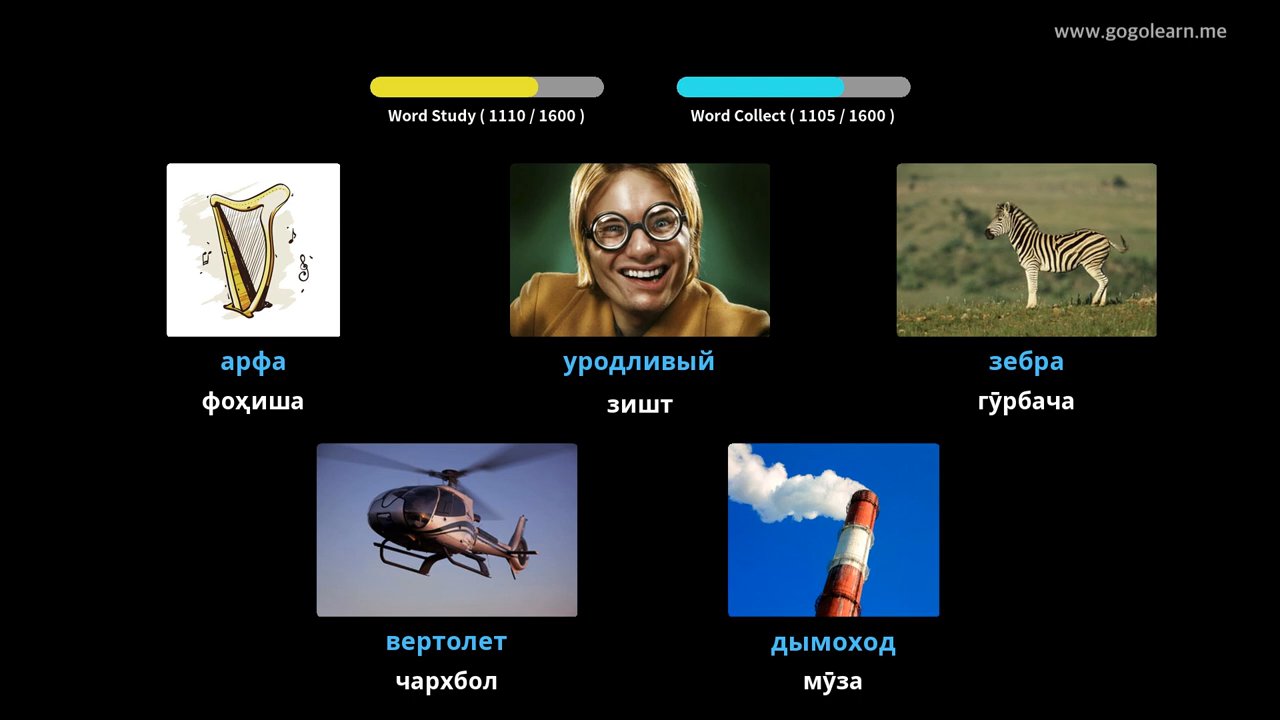 www.gogolearn.me
Word Study ( 1110 / 1600 )
Word Collect ( 1105 / 1600 )
арфа
фоҳиша
уродливый
зишт
зебра
гӯрбача
вертолет
чархбол
дымоход
мӯза